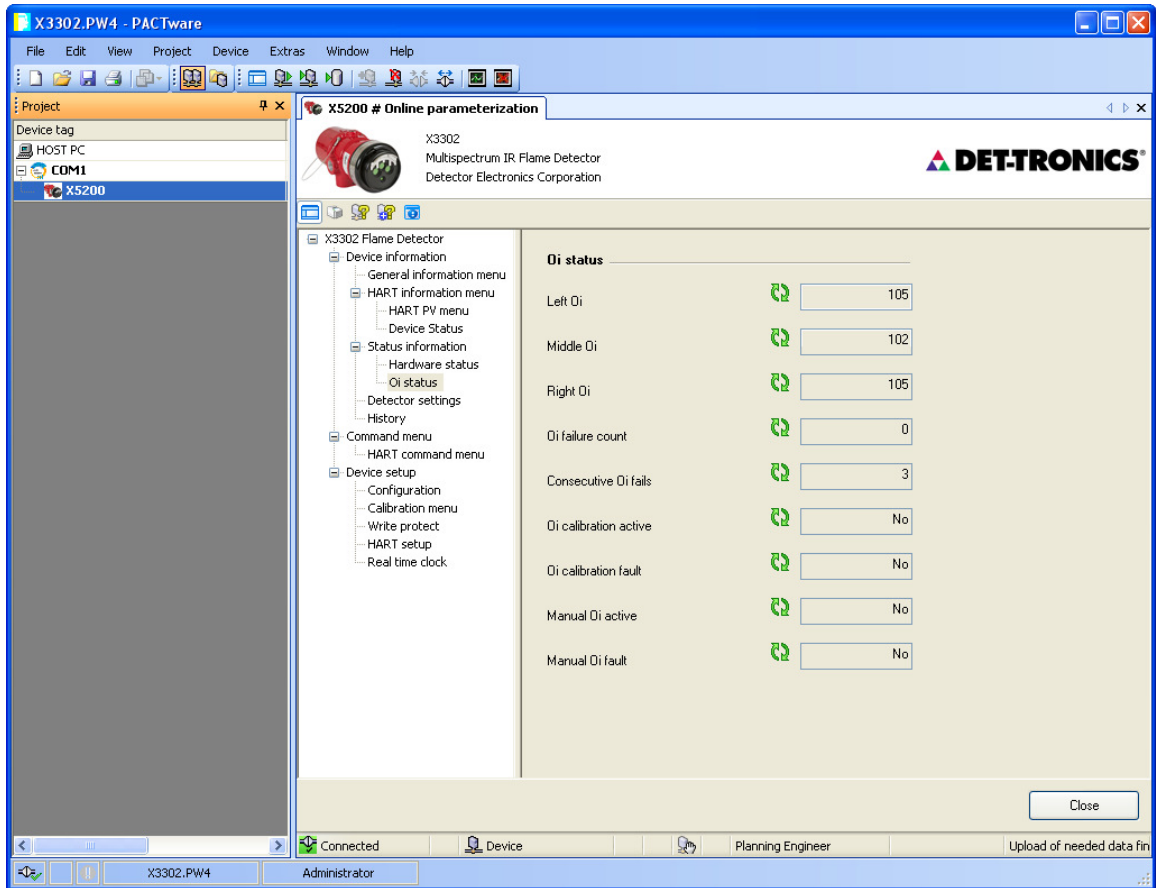 X3302.PW4 - PACTware
File Edit View Project Device Extras Window Help
Project
Device tag
HOST PC
COM1
X5200
X5200 # Online parameterization
X3302
Multispectrum IR Flame Detector
Detector Electronics Corporation
DET-TRONICS®
X3302 Flame Detector
Device information
General information menu
HART information menu
HART PV menu
Device Status
Status information
Hardware status
Oi status
Detector settings
History
Command menu
HART command menu
Device setup
Configuration
Calibration menu
Write protect
HART setup
Real time clock
Oi status
Left Oi 105
Middle Oi 102
Right Oi 105
Oi failure count 0
Consecutive Oi fails 3
Oi calibration active No
Oi calibration fault No
Manual Oi active No
Manual Oi fault No
Close
Connected Device Planning Engineer Upload of needed data fin
X3302.PW4 Administrator